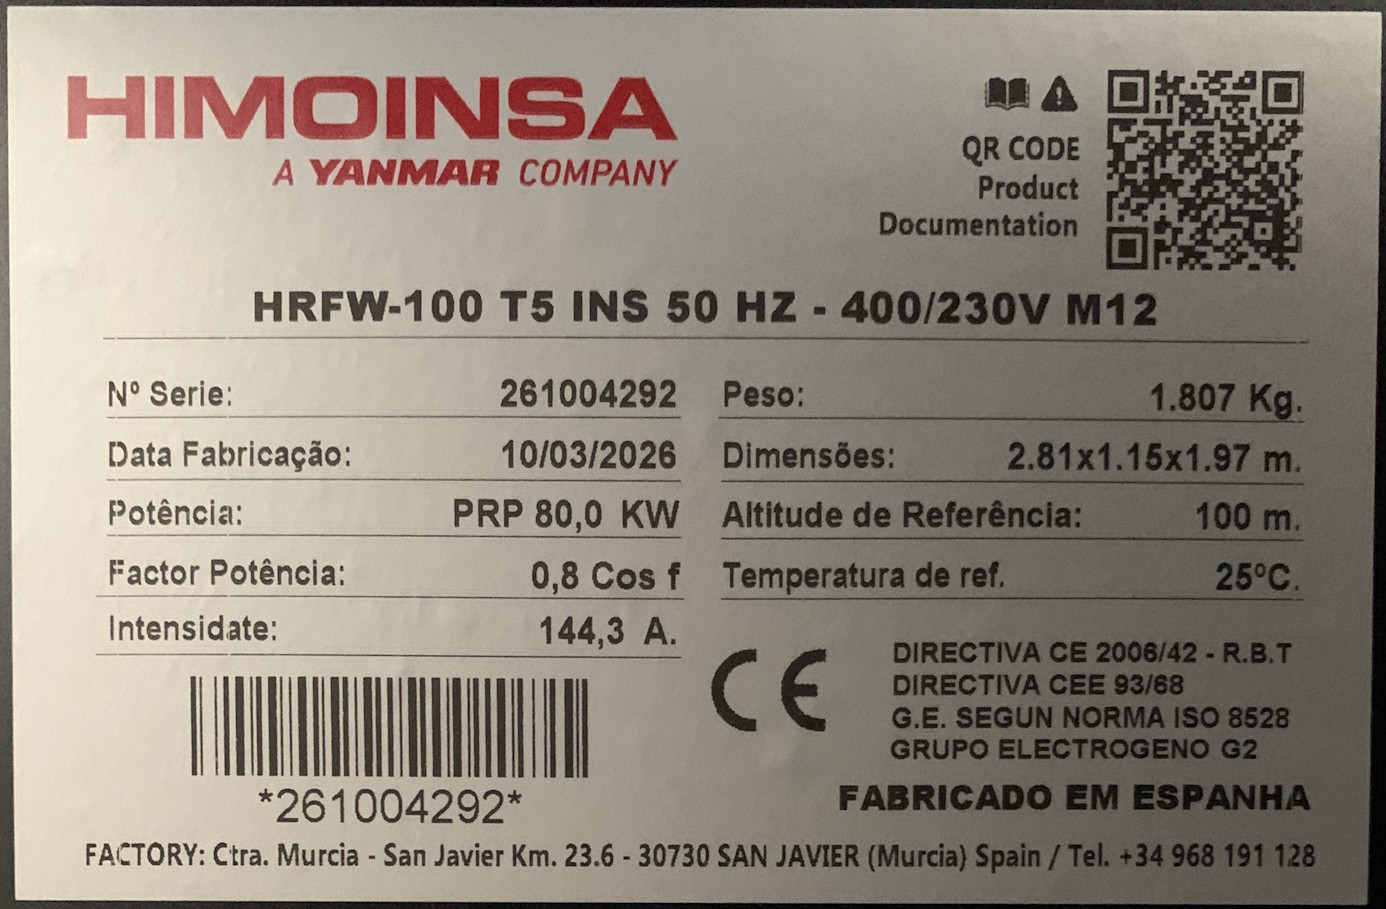 HIMOINSA
A YANMAR COMPANY
QR CODE
Product
Documentation
HRFW-100 T5 INS 50 HZ - 400/230V M12
Nº Serie: 261004292
Peso: 1.807 Kg.
Data Fabricação: 10/03/2026
Dimensões: 2.81x1.15x1.97 m.
Potência: PRP 80,0 KW
Altitude de Referência: 100 m.
Factor Potência: 0,8 Cos f
Temperatura de ref. 25ºC.
Intensidate: 144,3 A.
CE
DIRECTIVA CE 2006/42 - R.B.T
DIRECTIVA CEE 93/68
G.E. SEGUN NORMA ISO 8528
GRUPO ELECTROGENO G2
*261004292*
FABRICADO EM ESPANHA
FACTORY: Ctra. Murcia - San Javier Km. 23.6 - 30730 SAN JAVIER (Murcia) Spain / Tel. +34 968 191 128